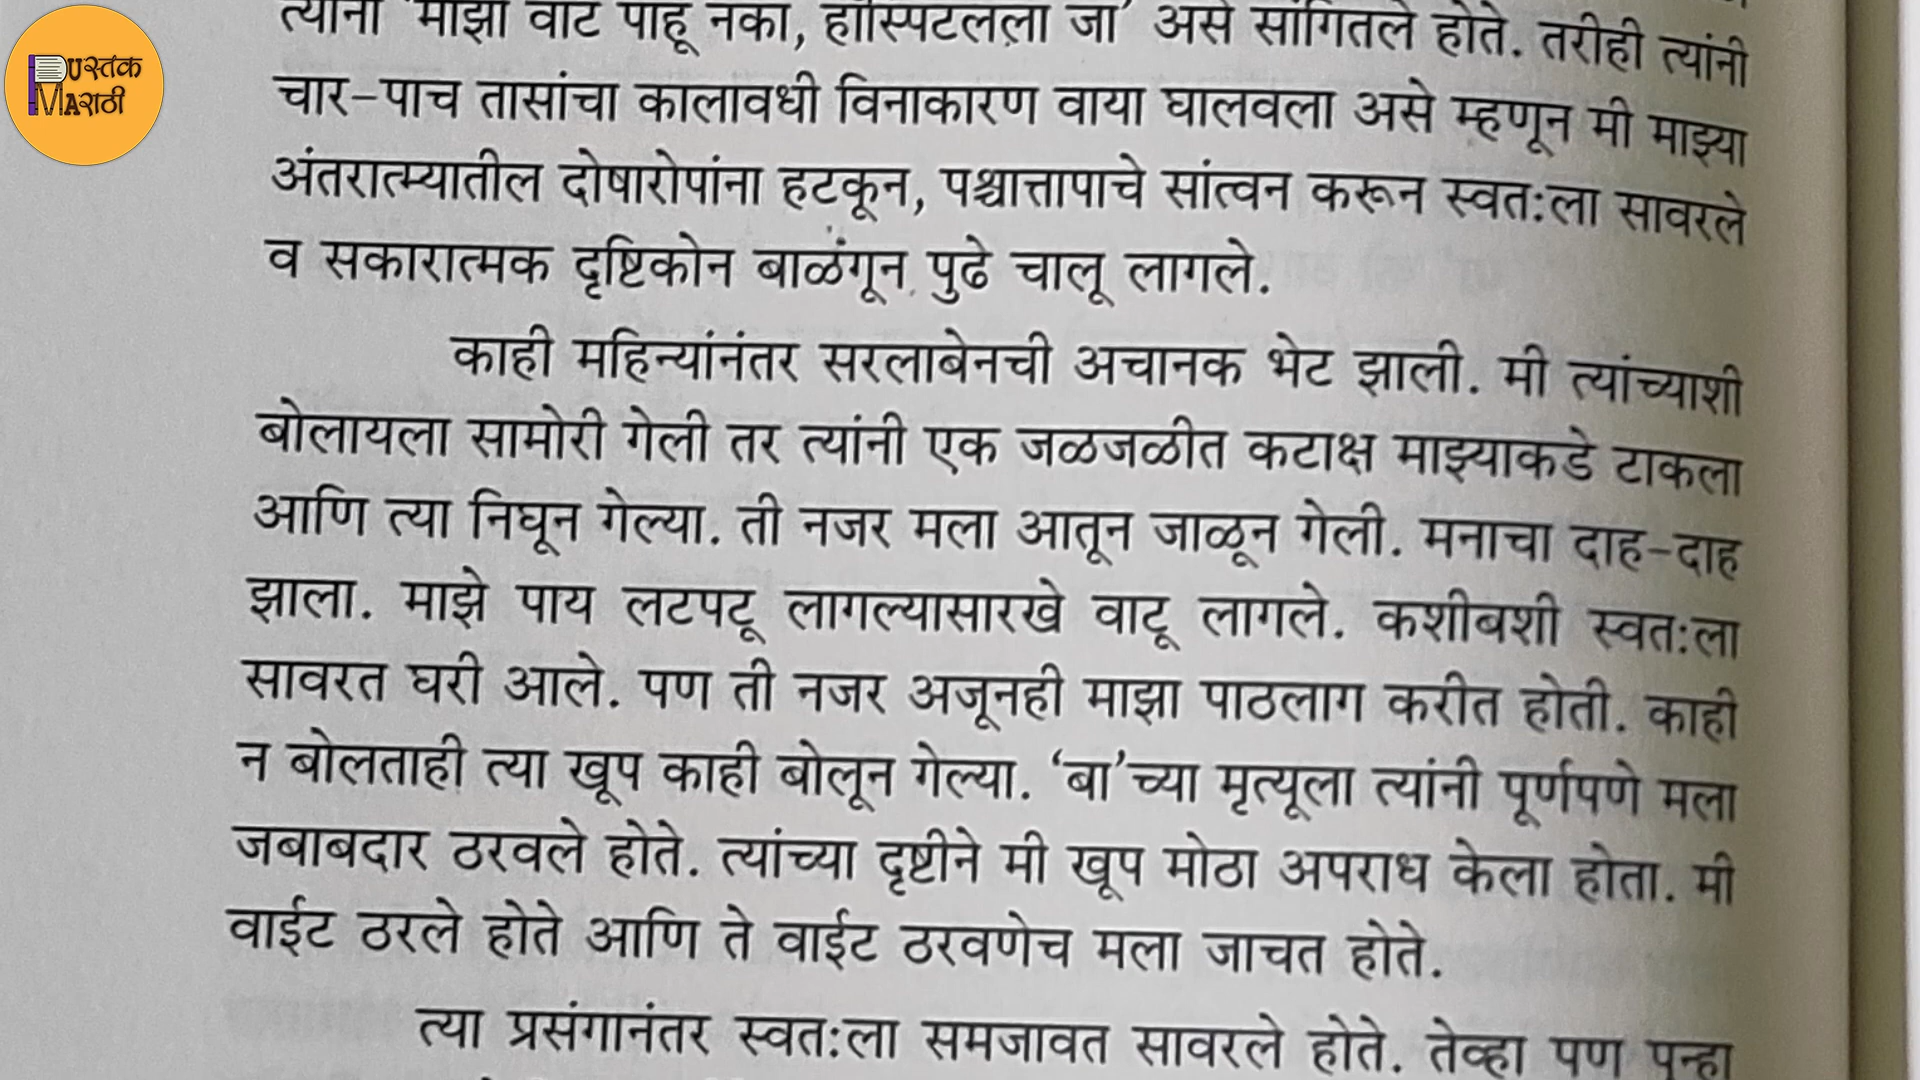 Pुस्तक
Mаराठी
त्यांनी ‘माझी वाट पाहू नका, हॉस्पिटलला जा’ असे सांगितले होते. तरीही त्यांनी
चार-पाच तासांचा कालावधी विनाकारण वाया घालवला असे म्हणून मी माझ्या
अंतरात्म्यातील दोषारोपांना हटकून, पश्चात्तापाचे सांत्वन करून स्वत:ला सावरले
व सकारात्मक दृष्टिकोन बाळंगून पुढे चालू लागले.
काही महिन्यांनंतर सरलाबेनची अचानक भेट झाली. मी त्यांच्याशी
बोलायला सामोरी गेली तर त्यांनी एक जळजळीत कटाक्ष माझ्याकडे टाकला
आणि त्या निघून गेल्या. ती नजर मला आतून जाळून गेली. मनाचा दाह-दाह
झाला. माझे पाय लटपटू लागल्यासारखे वाटू लागले. कशीबशी स्वत:ला
सावरत घरी आले. पण ती नजर अजूनही माझा पाठलाग करीत होती. काही
न बोलताही त्या खूप काही बोलून गेल्या. ‘बा’च्या मृत्यूला त्यांनी पूर्णपणे मला
जबाबदार ठरवले होते. त्यांच्या दृष्टीने मी खूप मोठा अपराध केला होता. मी
वाईट ठरले होते आणि ते वाईट ठरवणेच मला जाचत होते.
त्या प्रसंगानंतर स्वत:ला समजावत सावरले होते. तेव्हा पण पुन्हा